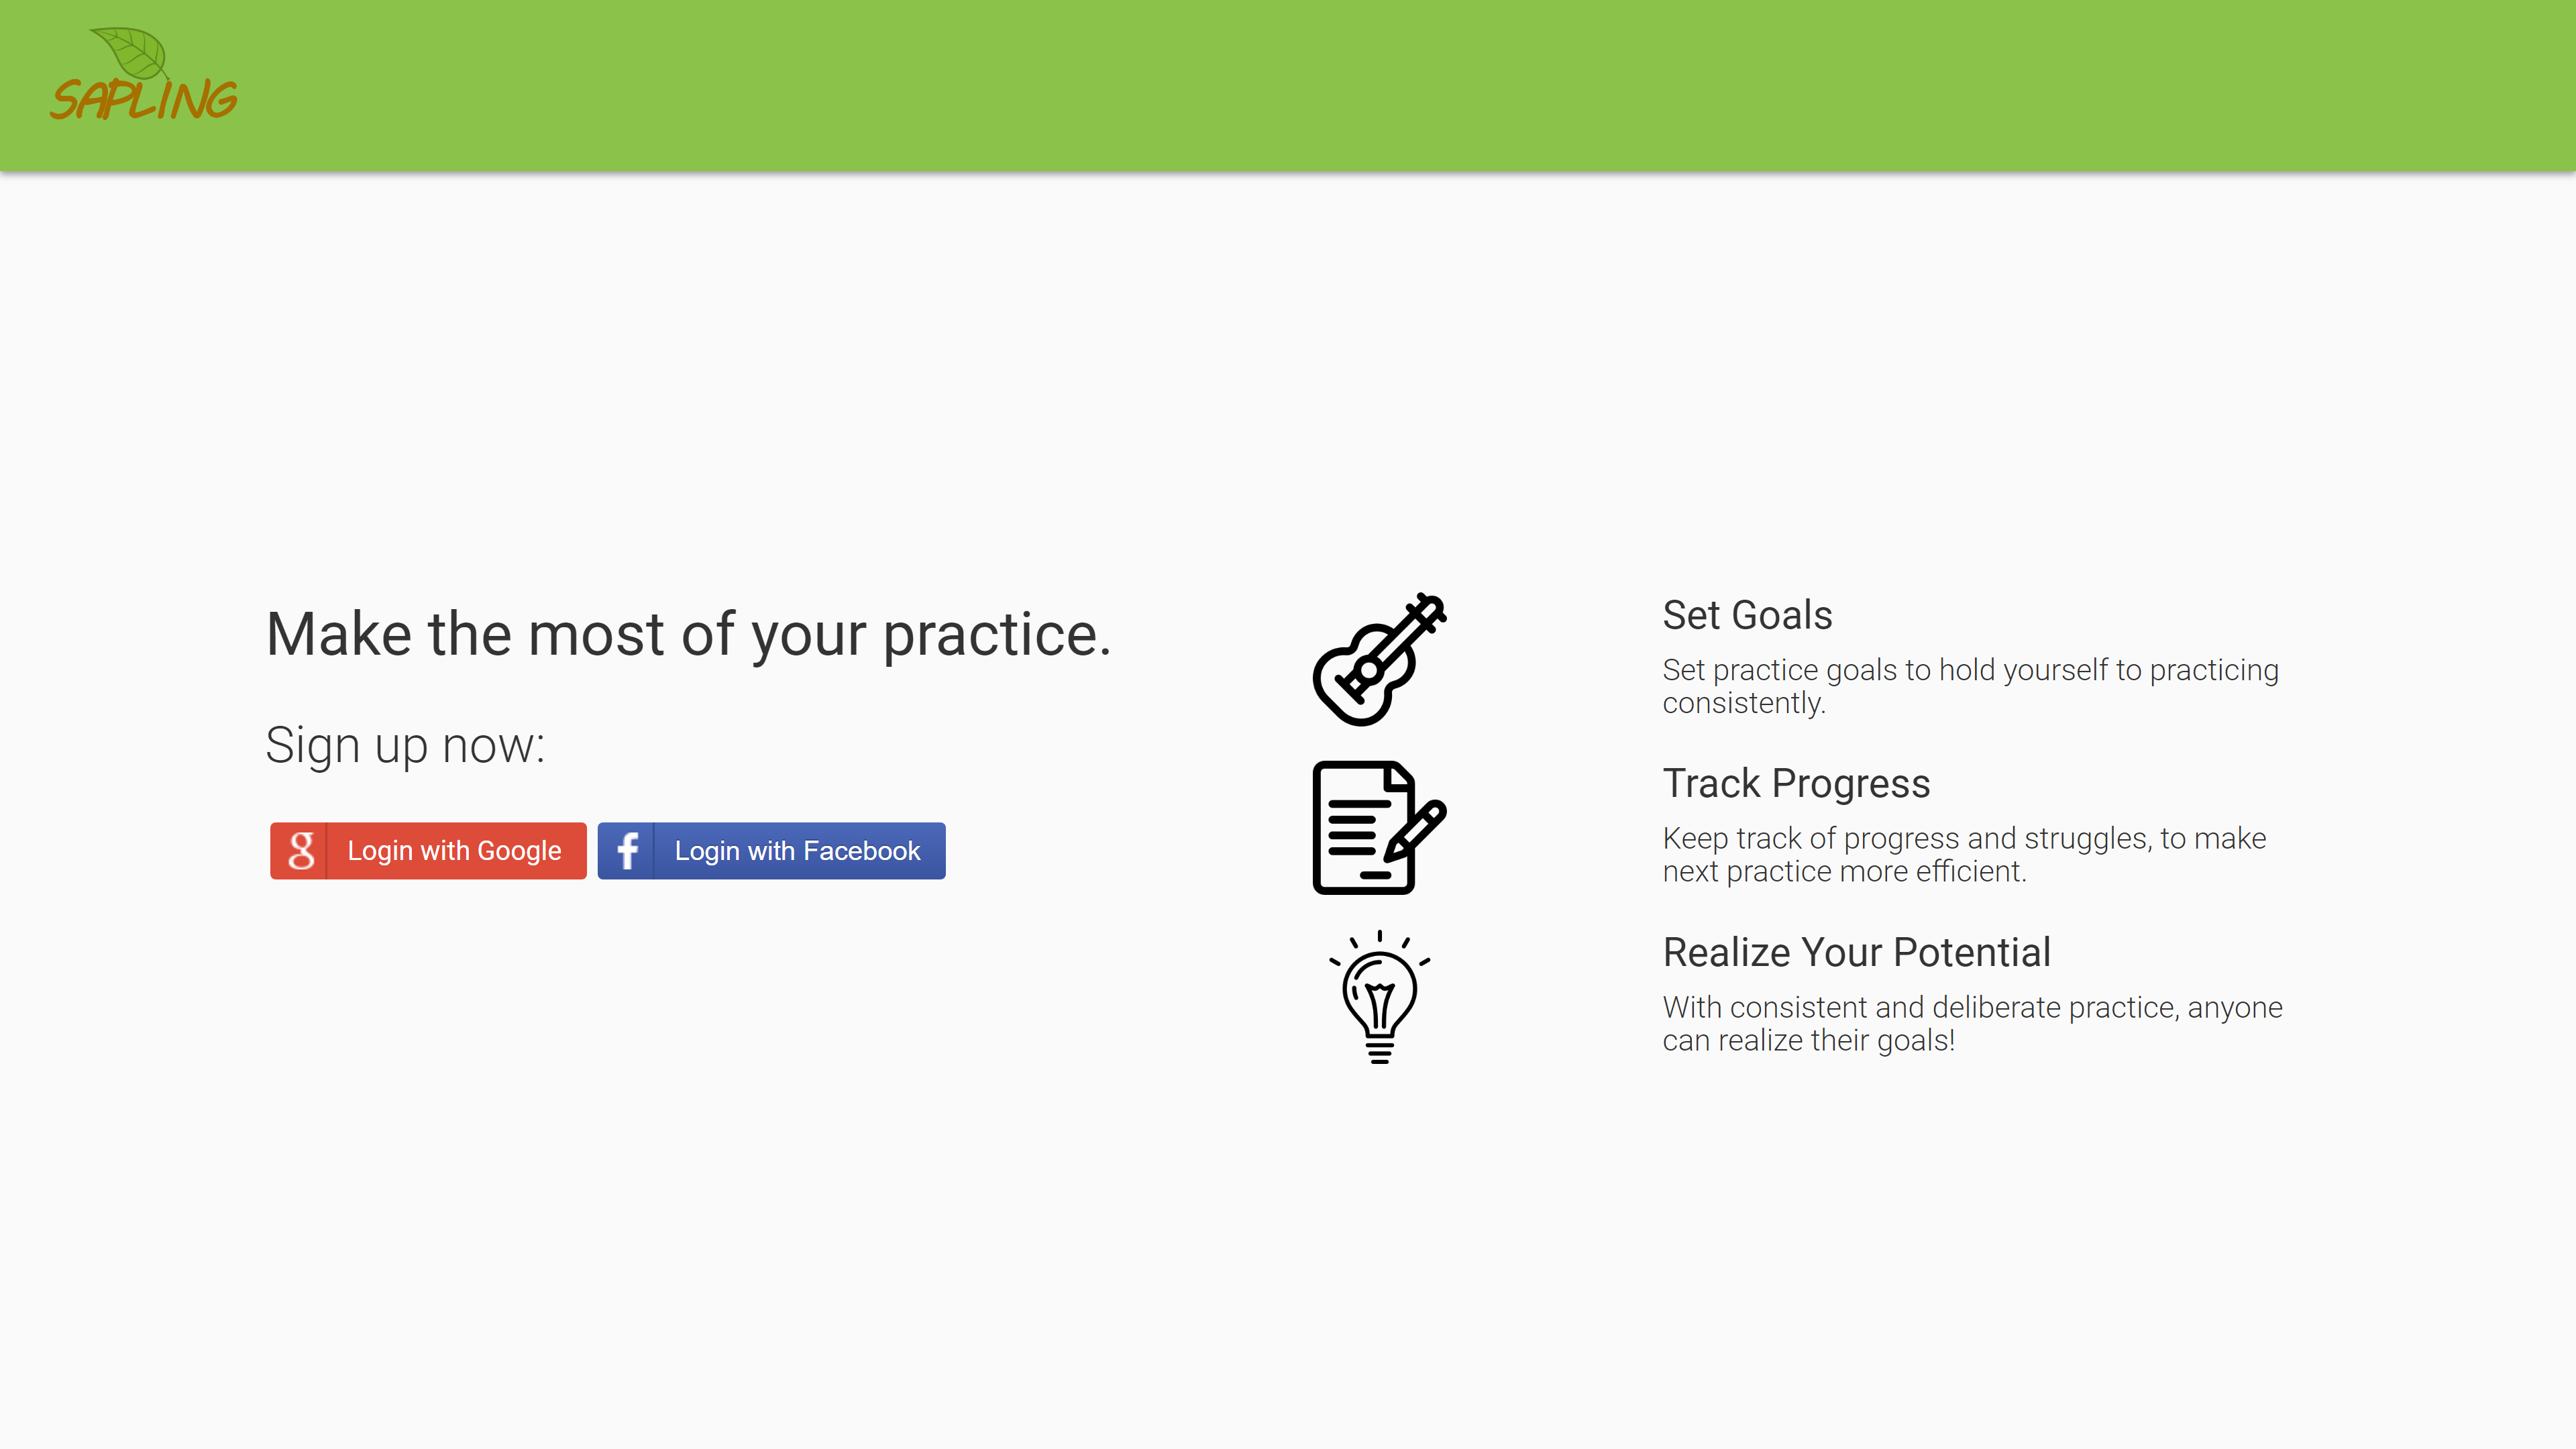 SAPLING
Make the most of your practice.
Sign up now:
g Login with Google
f Login with Facebook
Set Goals
Set practice goals to hold yourself to practicing
consistently.
Track Progress
Keep track of progress and struggles, to make
next practice more efficient.
Realize Your Potential
With consistent and deliberate practice, anyone
can realize their goals!